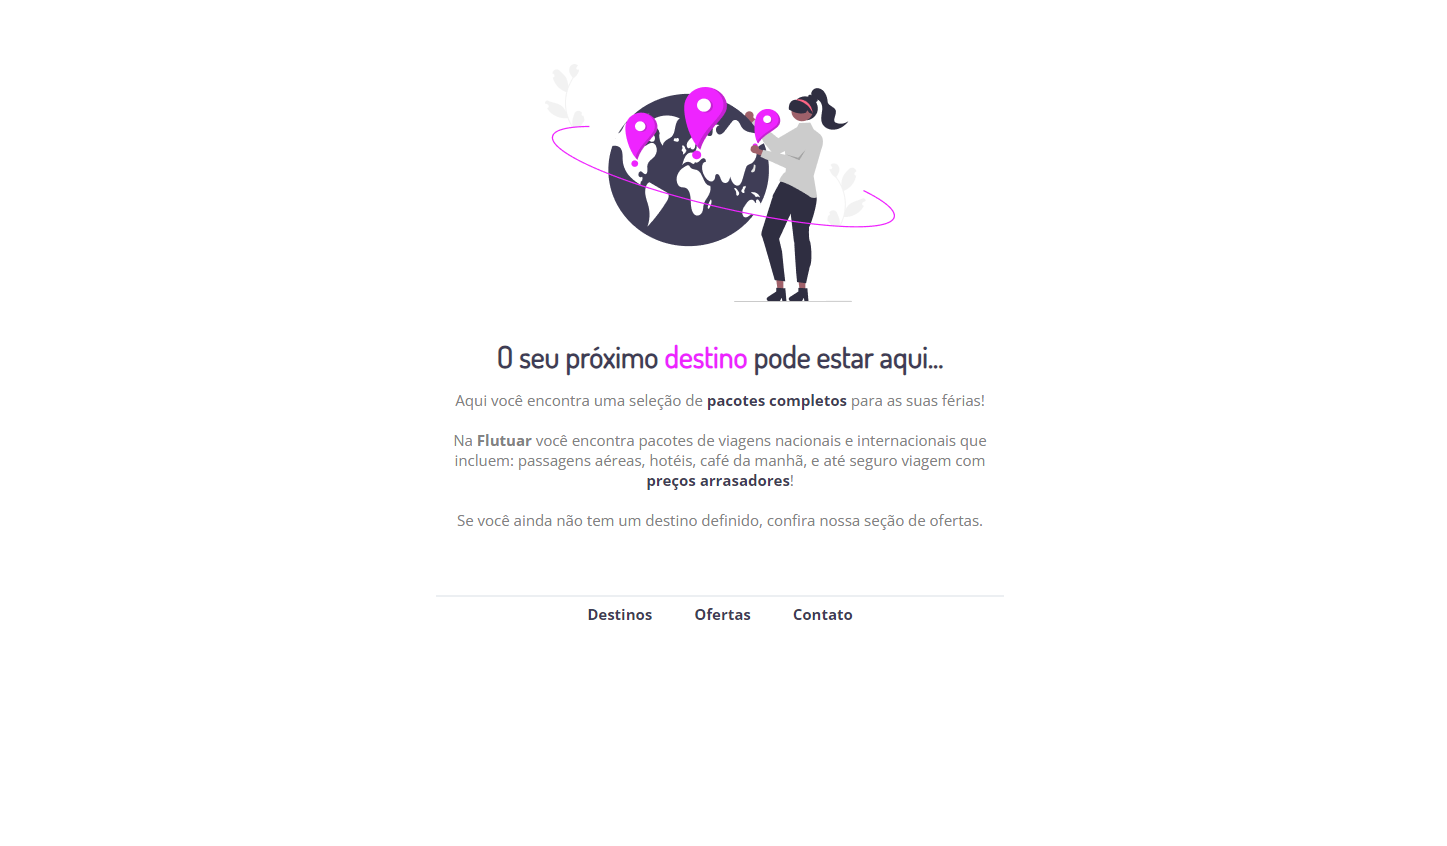 O seu próximo destino pode estar aqui...
Aqui você encontra uma seleção de pacotes completos para as suas férias!
Na Flutuar você encontra pacotes de viagens nacionais e internacionais que
incluem: passagens aéreas, hotéis, café da manhã, e até seguro viagem com
preços arrasadores!
Se você ainda não tem um destino definido, confira nossa seção de ofertas.
Destinos Ofertas Contato